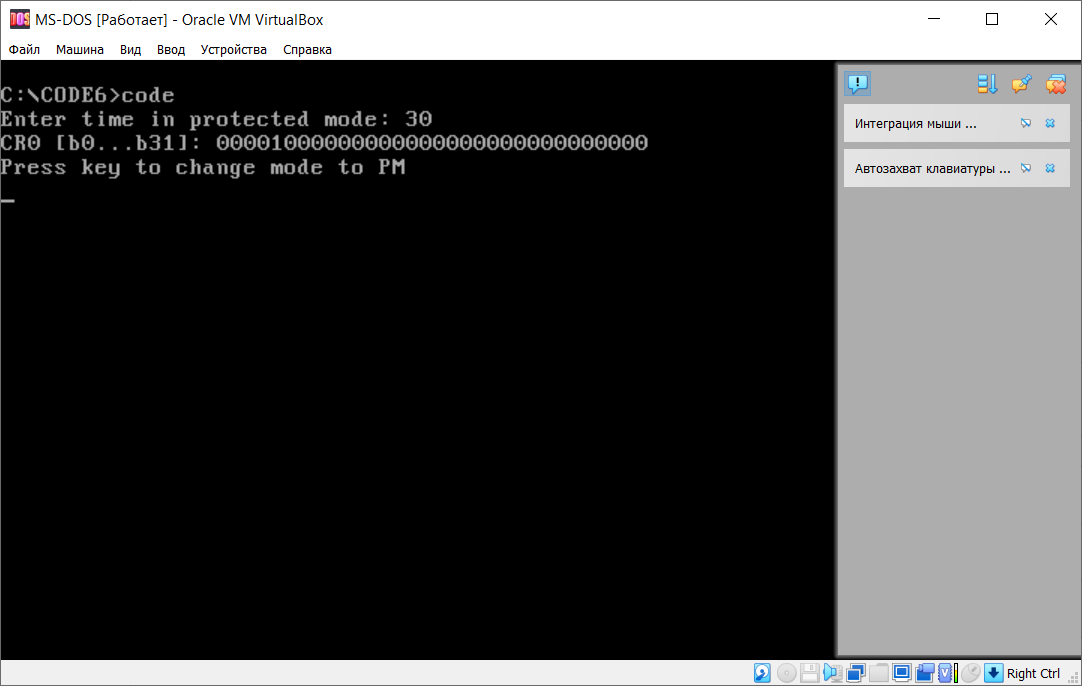 MS-DOS [Работает] - Oracle VM VirtualBox
Файл Машина Вид Ввод Устройства Справка
C:\CODE6>code
Enter time in protected mode: 30
CR0 [b0...b31]: 00001000000000000000000000000000
Press key to change mode to PM
Интеграция мыши ...
Автозахват клавиатуры ...
Right Ctrl